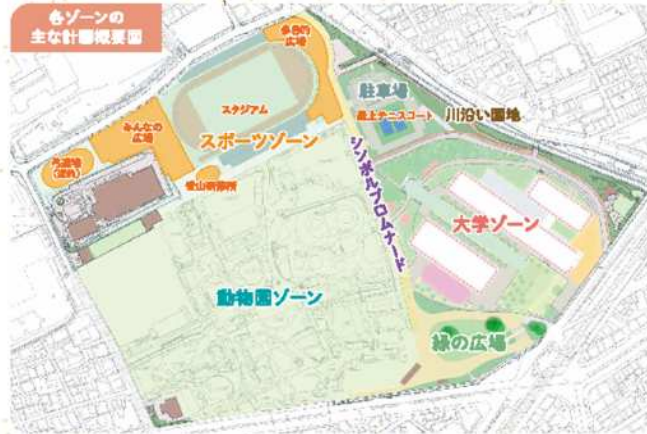 各ゾーンの
主な計画概要図
多目的
広場
駐車場
スタジアム
屋上テニスコート
川沿い園地
みんなの
広場
スポーツゾーン
シンボルプロムナード
大学ゾーン
動物園ゾーン
緑の広場